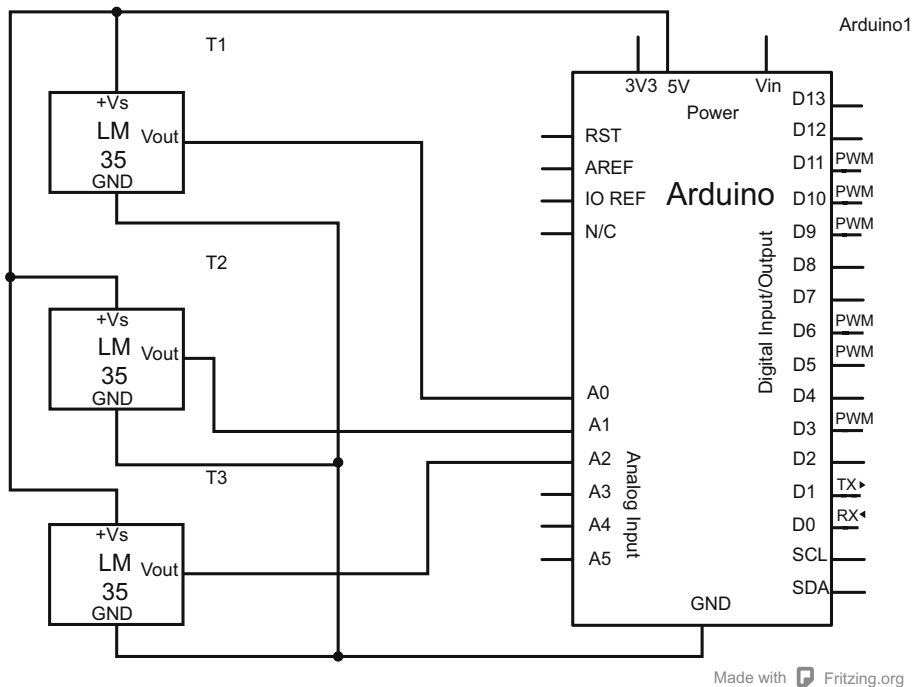 Arduino1
T1
+Vs
LM
35
GND
Vout
T2
+Vs
LM
35
GND
Vout
T3
+Vs
LM
35
GND
Vout
3V3
5V
Vin
Power
Arduino
RST
AREF
IO REF
N/C
A0
A1
A2
A3
A4
A5
Analog Input
Digital Input/Output
D13
D12
D11 PWM
D10 PWM
D9 PWM
D8
D7
D6 PWM
D5 PWM
D4
D3 PWM
D2
D1 TX
D0 RX
SCL
SDA
GND
Made with Fritzing.org